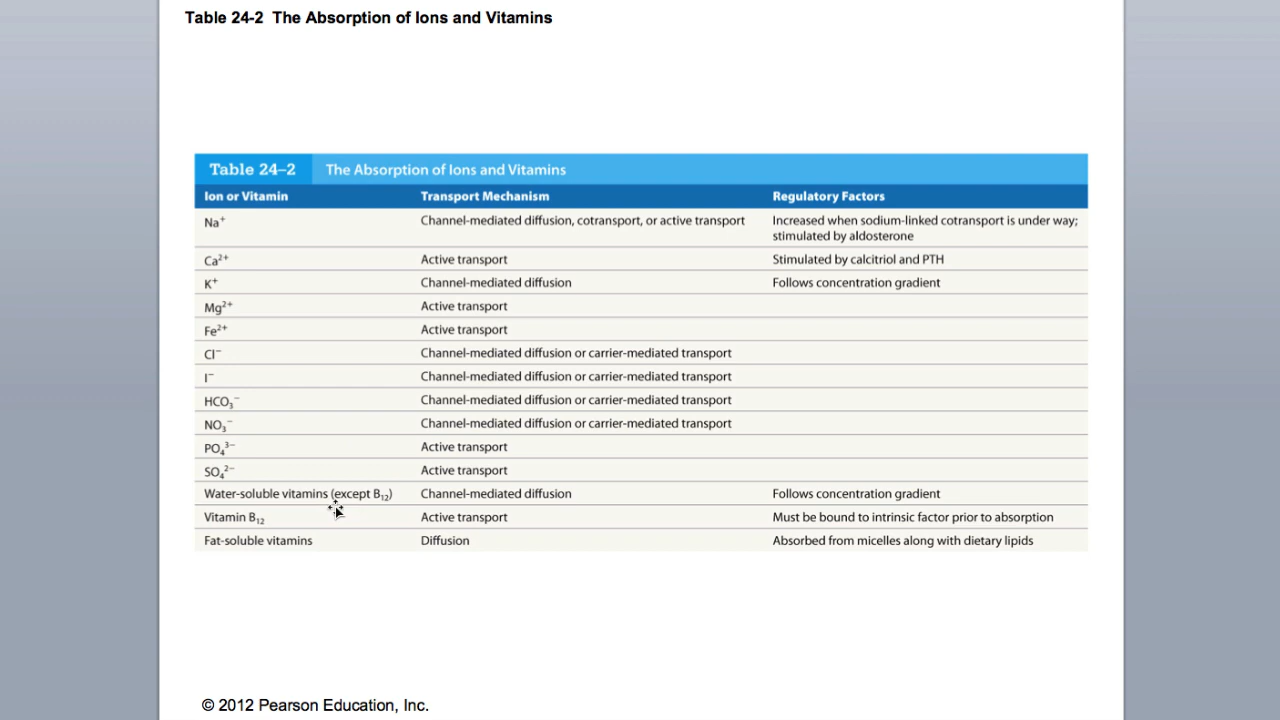 Table 24-2 The Absorption of Ions and Vitamins
Table 24–2 The Absorption of Ions and Vitamins
Ion or Vitamin Transport Mechanism Regulatory Factors
Na⁺ Channel-mediated diffusion, cotransport, or active transport Increased when sodium-linked cotransport is under way;
stimulated by aldosterone
Ca²⁺ Active transport Stimulated by calcitriol and PTH
K⁺ Channel-mediated diffusion Follows concentration gradient
Mg²⁺ Active transport
Fe²⁺ Active transport
Cl⁻ Channel-mediated diffusion or carrier-mediated transport
I⁻ Channel-mediated diffusion or carrier-mediated transport
HCO₃⁻ Channel-mediated diffusion or carrier-mediated transport
NO₃⁻ Channel-mediated diffusion or carrier-mediated transport
PO₄³⁻ Active transport
SO₄²⁻ Active transport
Water-soluble vitamins (except B₁₂) Channel-mediated diffusion Follows concentration gradient
Vitamin B₁₂ Active transport Must be bound to intrinsic factor prior to absorption
Fat-soluble vitamins Diffusion Absorbed from micelles along with dietary lipids
© 2012 Pearson Education, Inc.